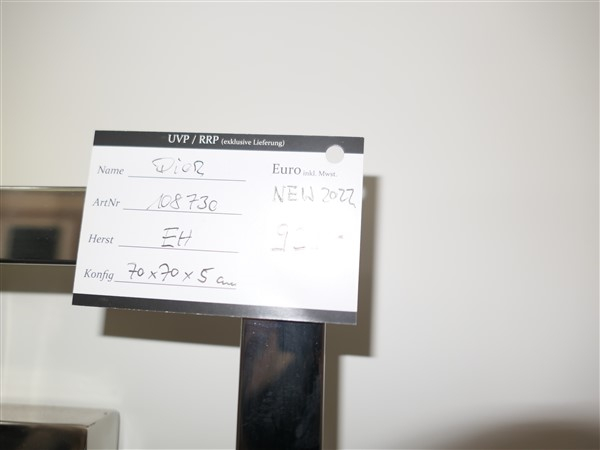 UVP / RRP (exklusive Lieferung)
Name Dior
Euro inkl. Mwst.
ArtNr 108730
NEW 2022
Herst EH
Konfig 70 x 70 x 5 cm